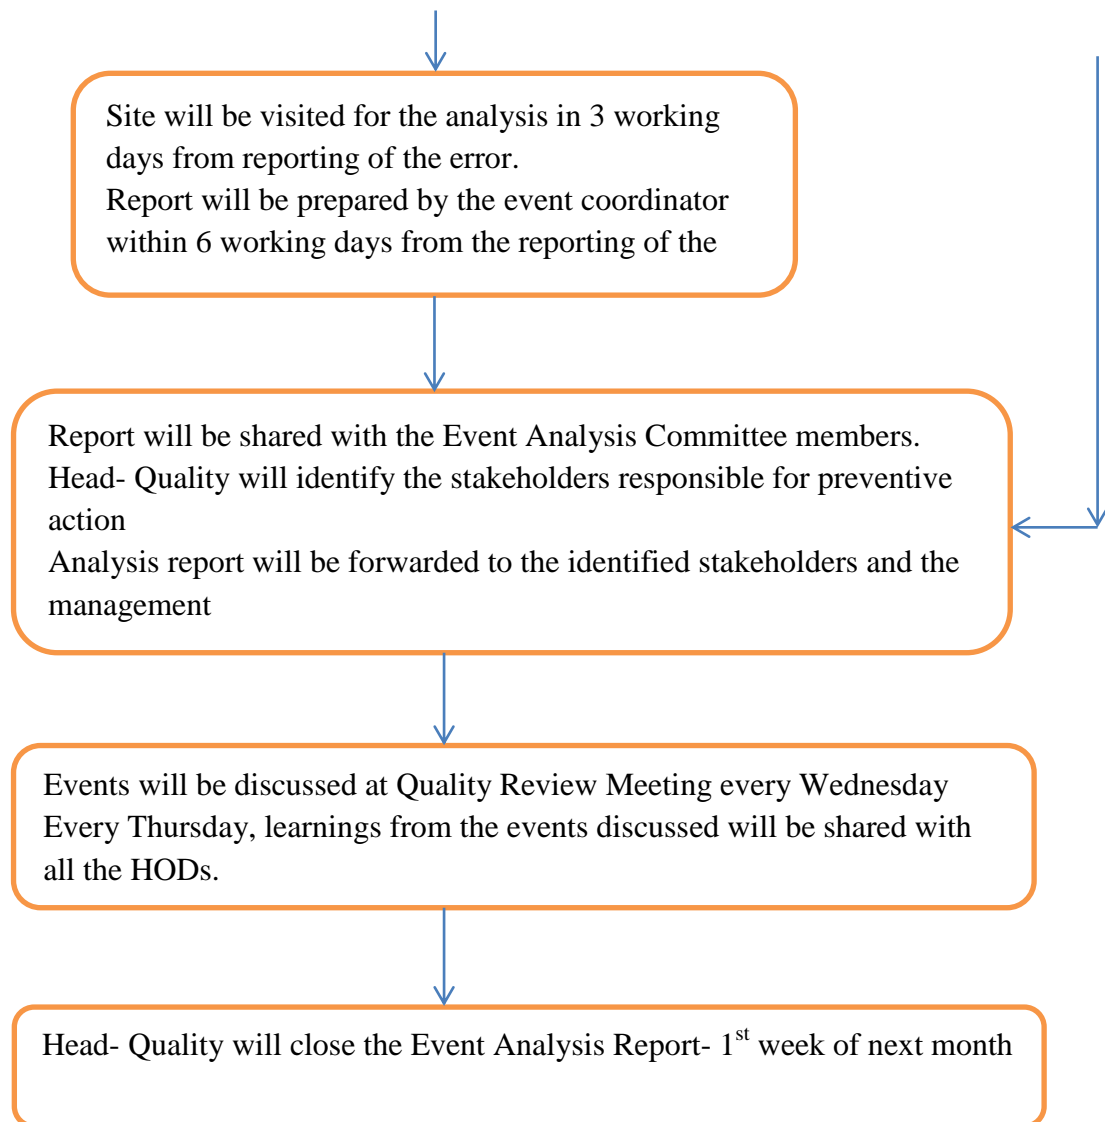 Site will be visited for the analysis in 3 working
days from reporting of the error.
Report will be prepared by the event coordinator
within 6 working days from the reporting of the
Report will be shared with the Event Analysis Committee members.
Head- Quality will identify the stakeholders responsible for preventive
action
Analysis report will be forwarded to the identified stakeholders and the
management
Events will be discussed at Quality Review Meeting every Wednesday
Every Thursday, learnings from the events discussed will be shared with
all the HODs.
Head- Quality will close the Event Analysis Report- 1st week of next month